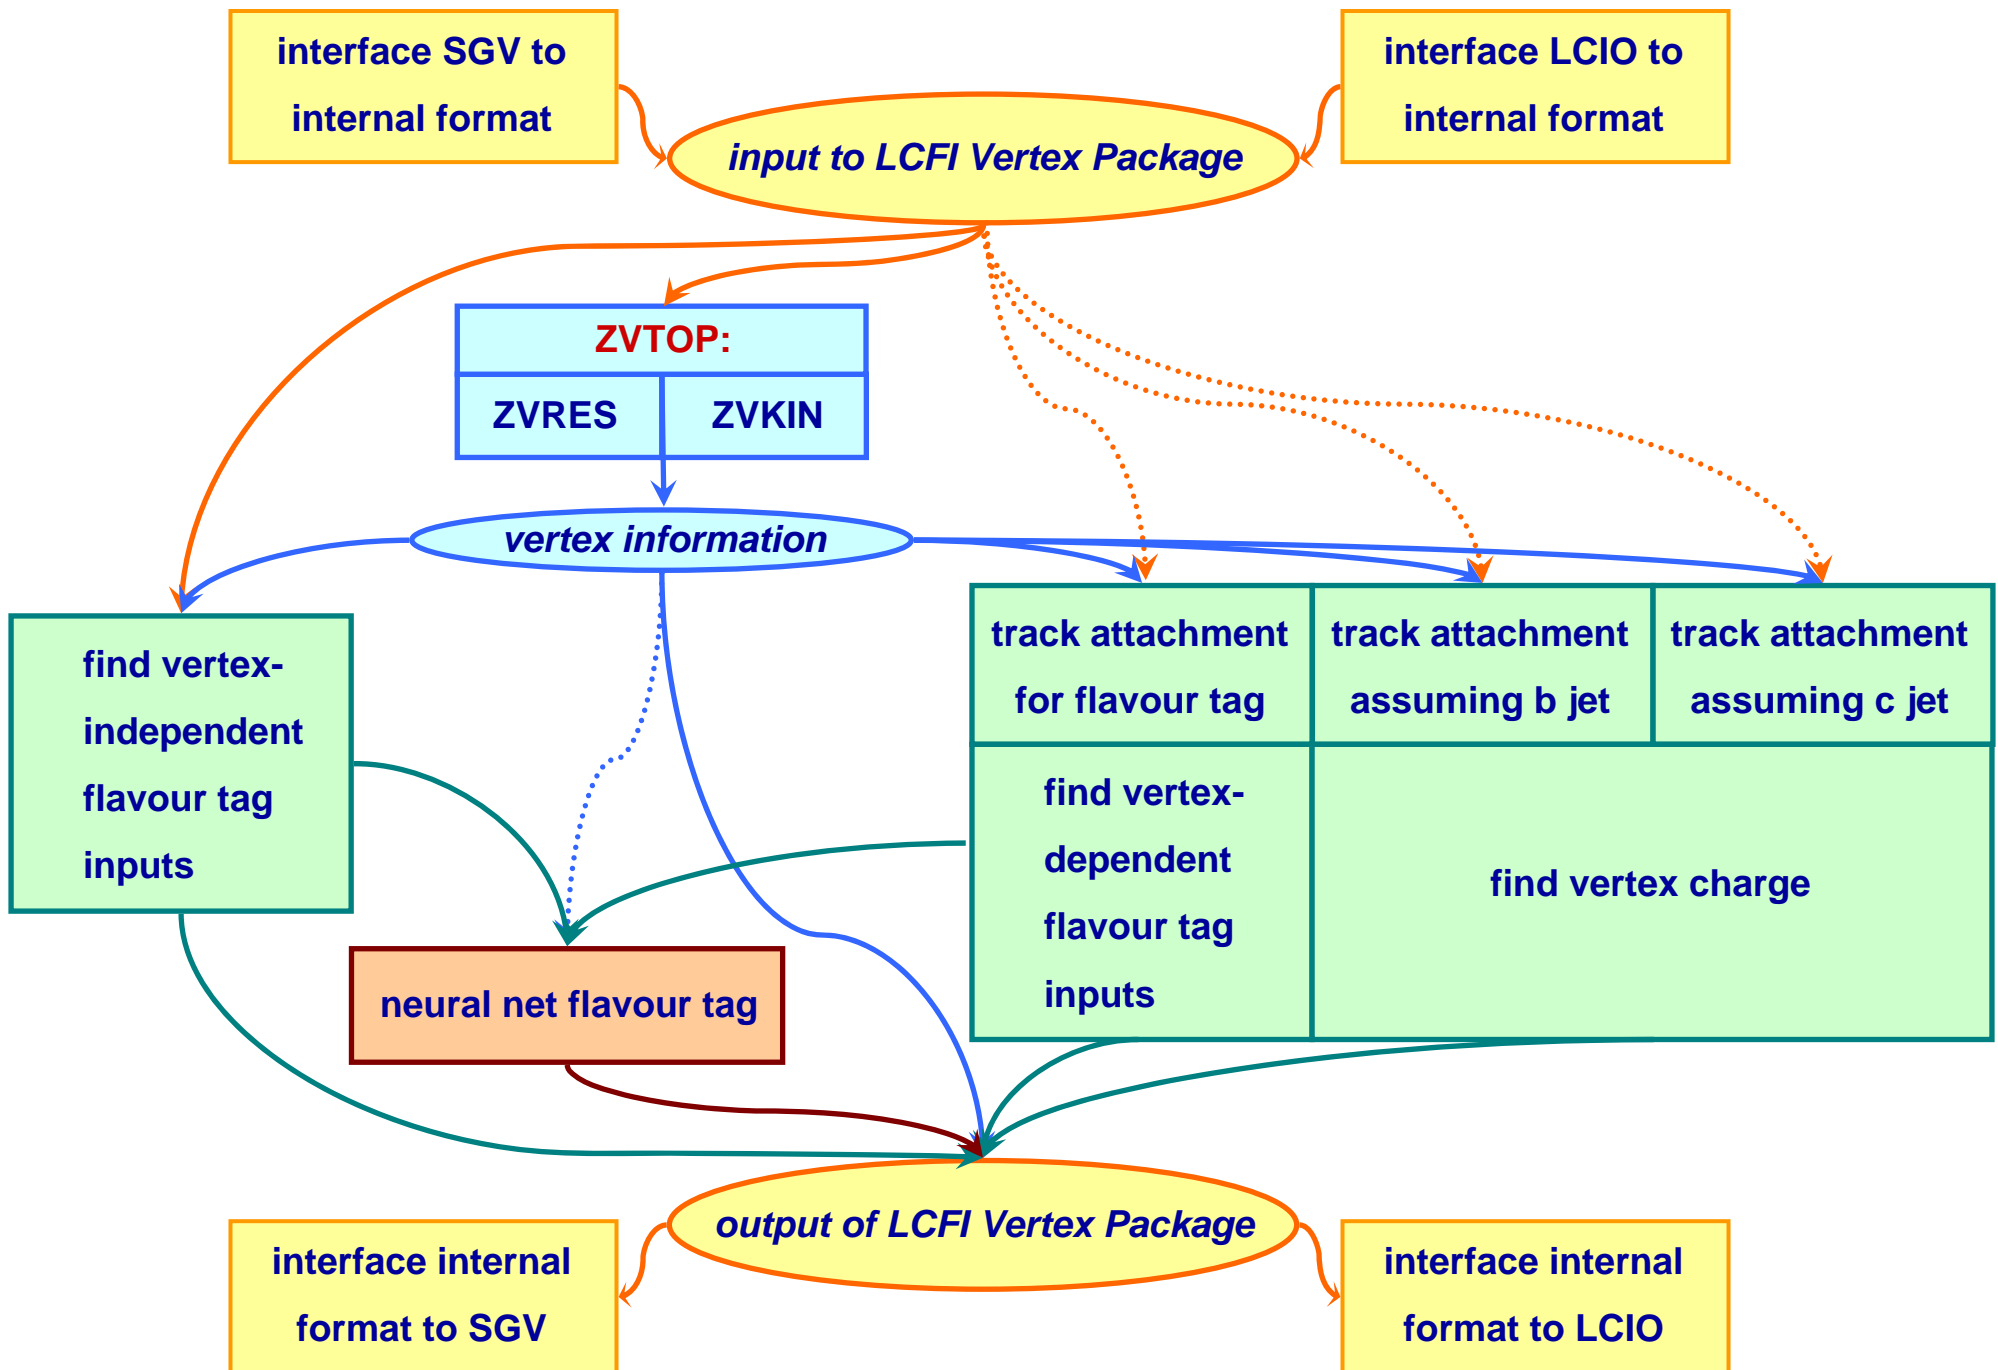 interface SGV to
internal format
interface LCIO to
internal format
input to LCFI Vertex Package
ZVTOP:
ZVRES
ZVKIN
vertex information
find vertex-
independent
flavour tag
inputs
track attachment
for flavour tag
track attachment
assuming b jet
track attachment
assuming c jet
find vertex-
dependent
flavour tag
inputs
find vertex charge
neural net flavour tag
output of LCFI Vertex Package
interface internal
format to SGV
interface internal
format to LCIO